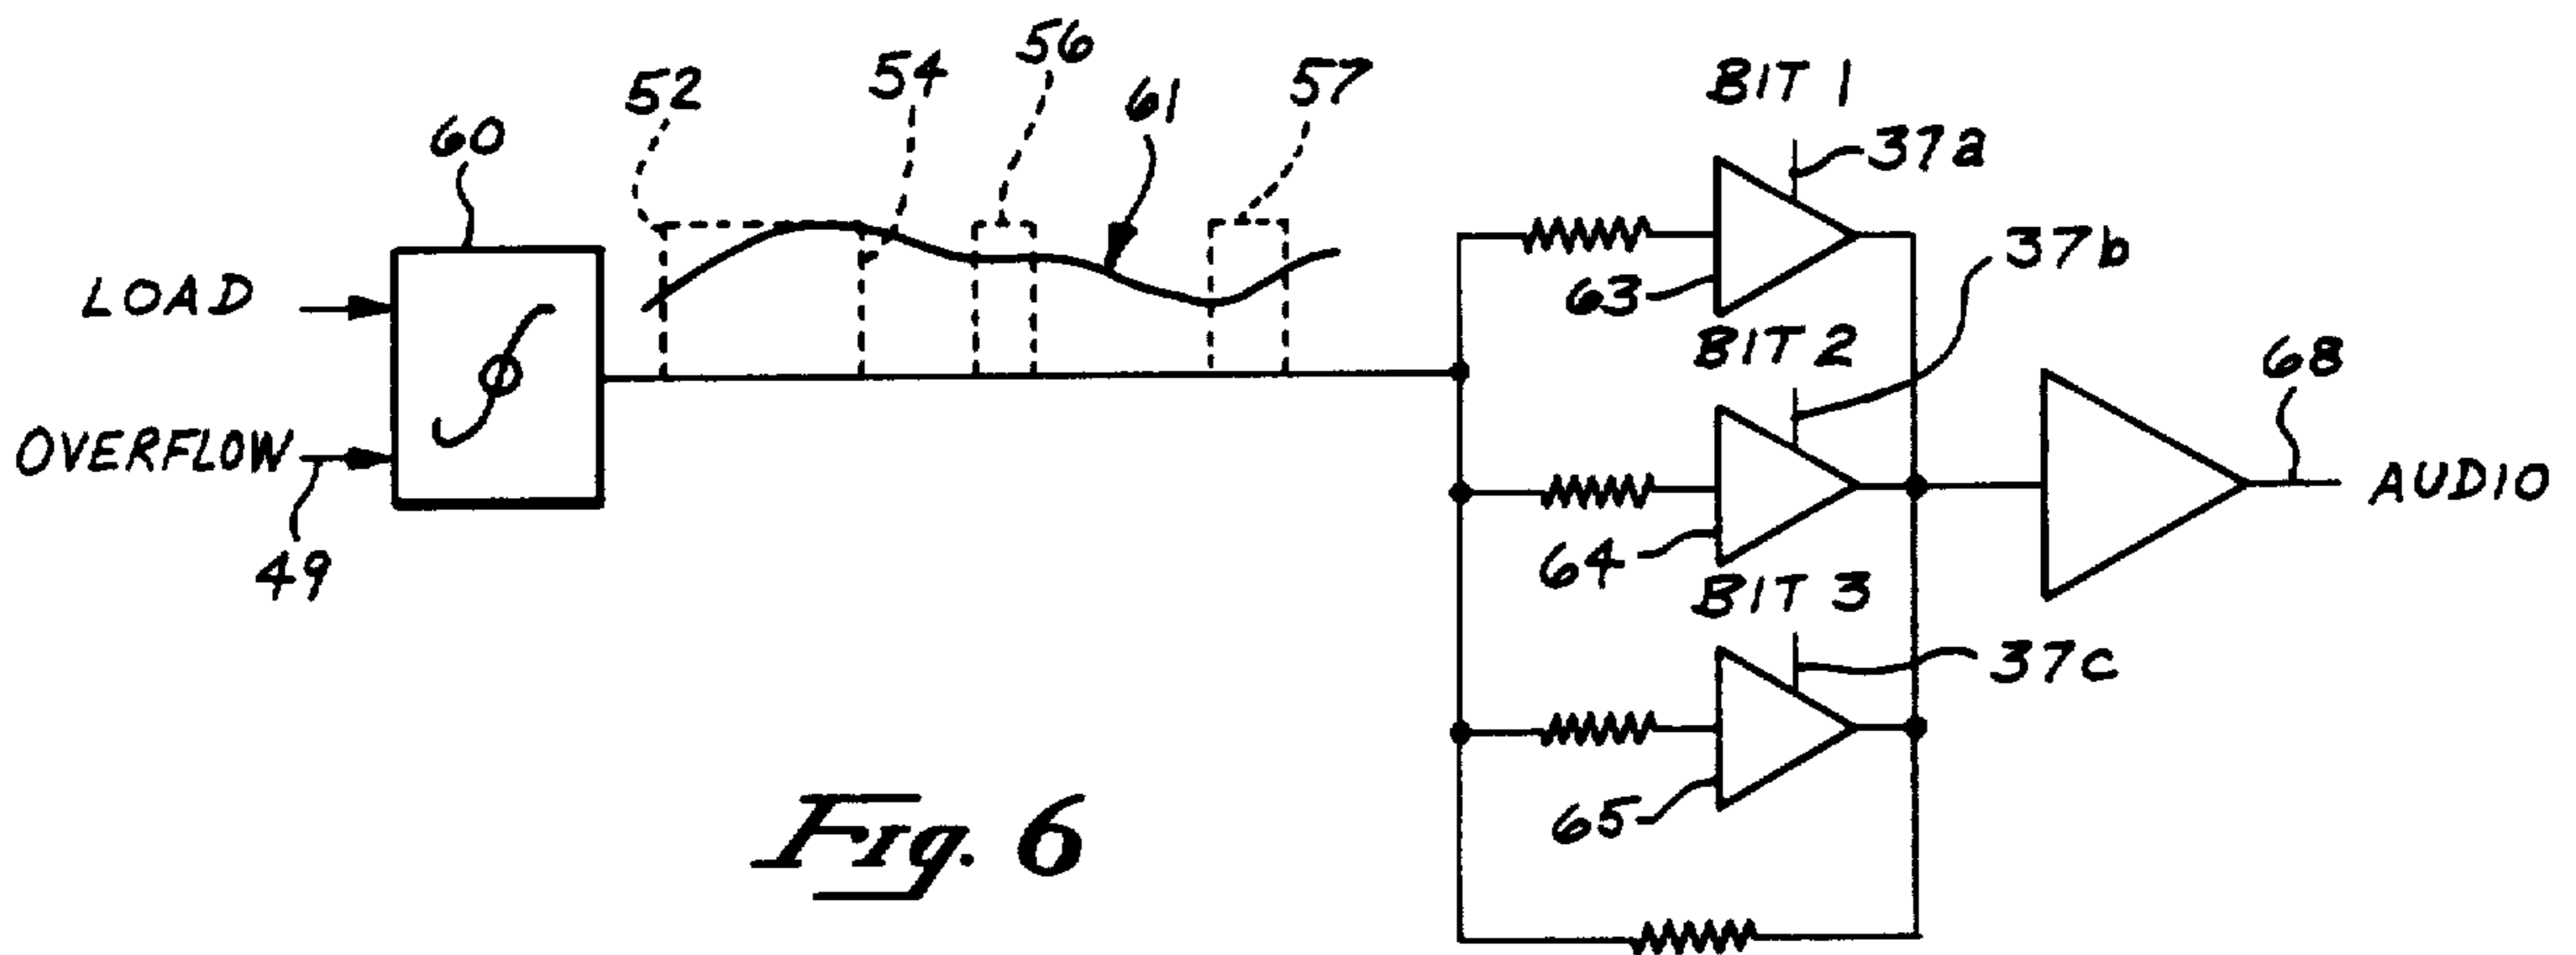 52
54
56
61
57
60
LOAD
OVERFLOW
49
BIT 1
37a
63
37b
BIT 2
64
68
AUDIO
BIT 3
37c
65
Fig. 6